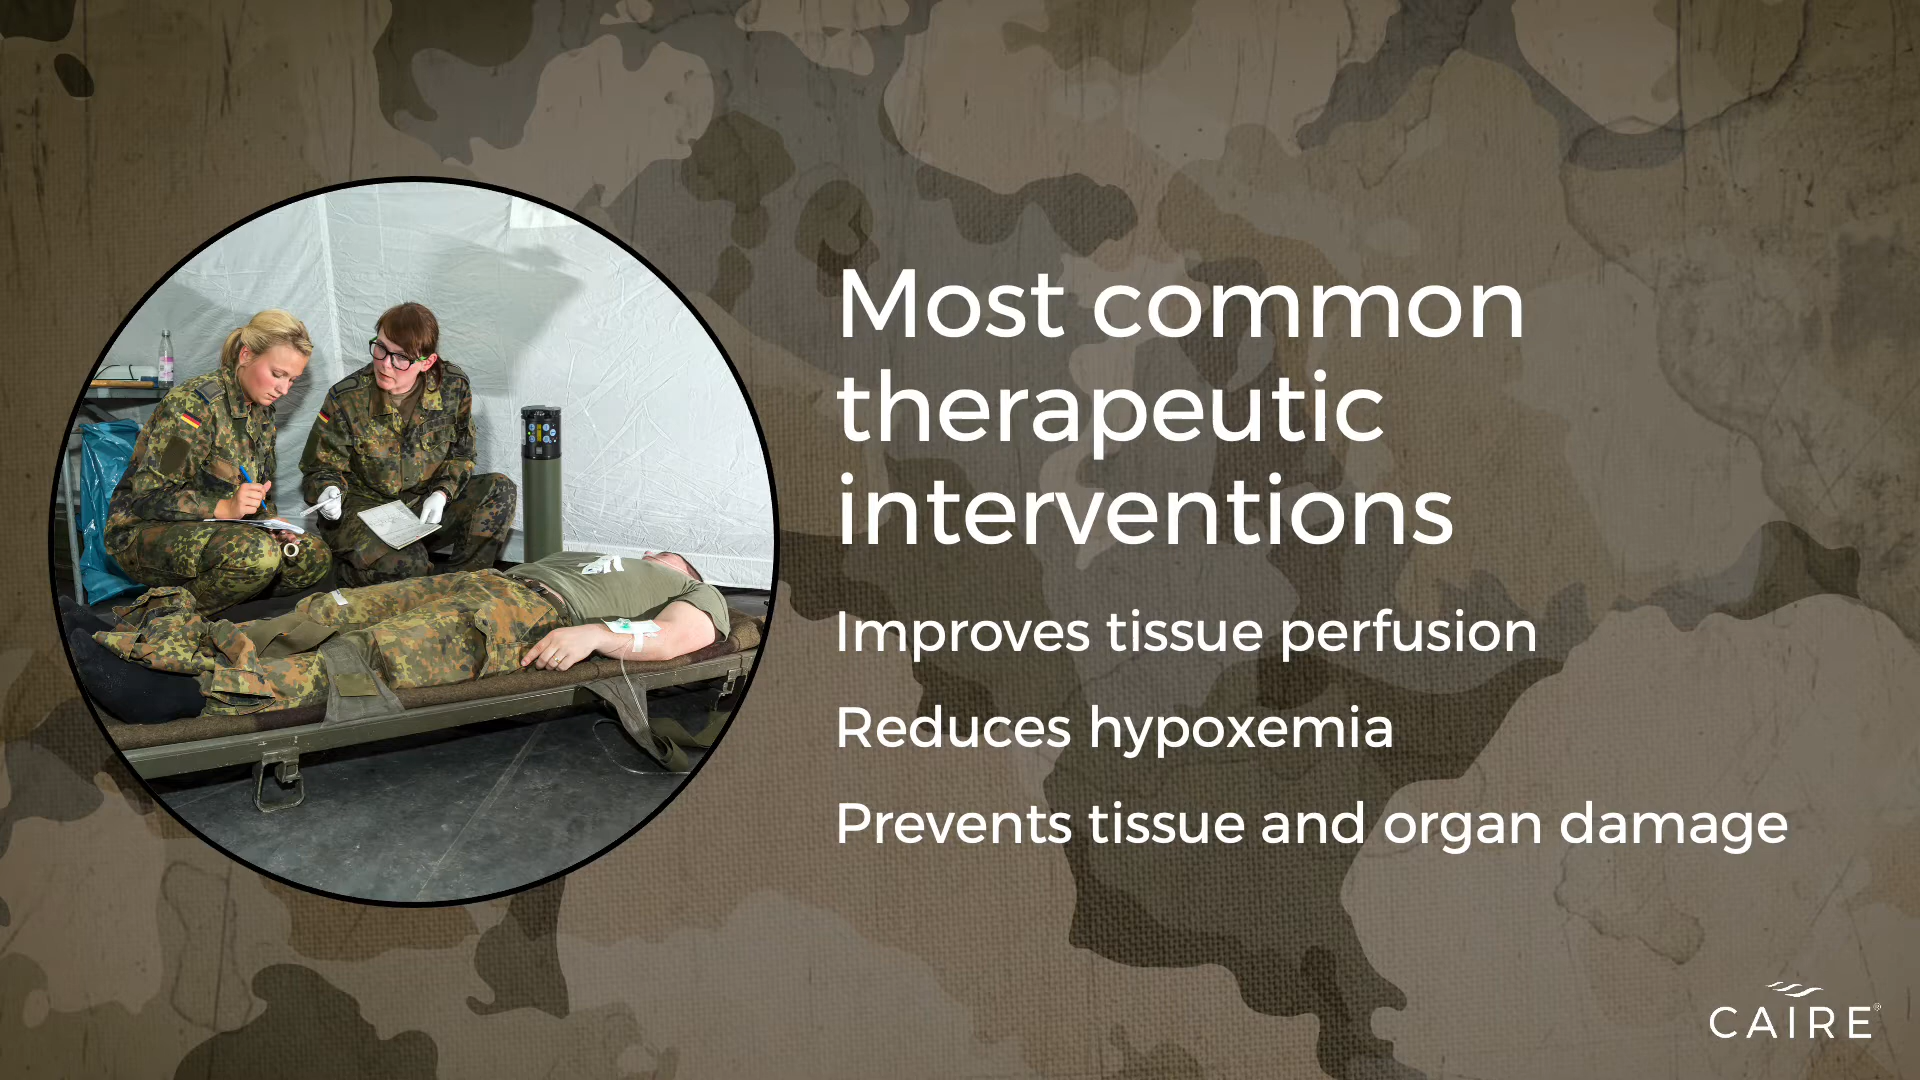 Most common
therapeutic
interventions
Improves tissue perfusion
Reduces hypoxemia
Prevents tissue and organ damage
CAIRE®